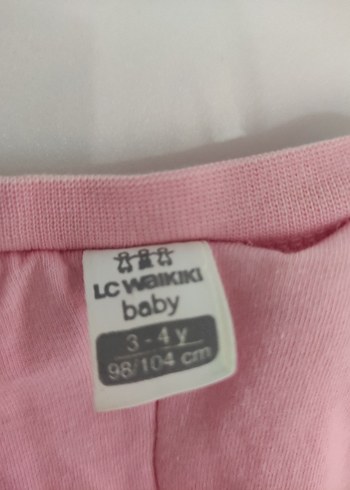 LC WAIKIKI
baby
3 - 4 y
98/104 cm